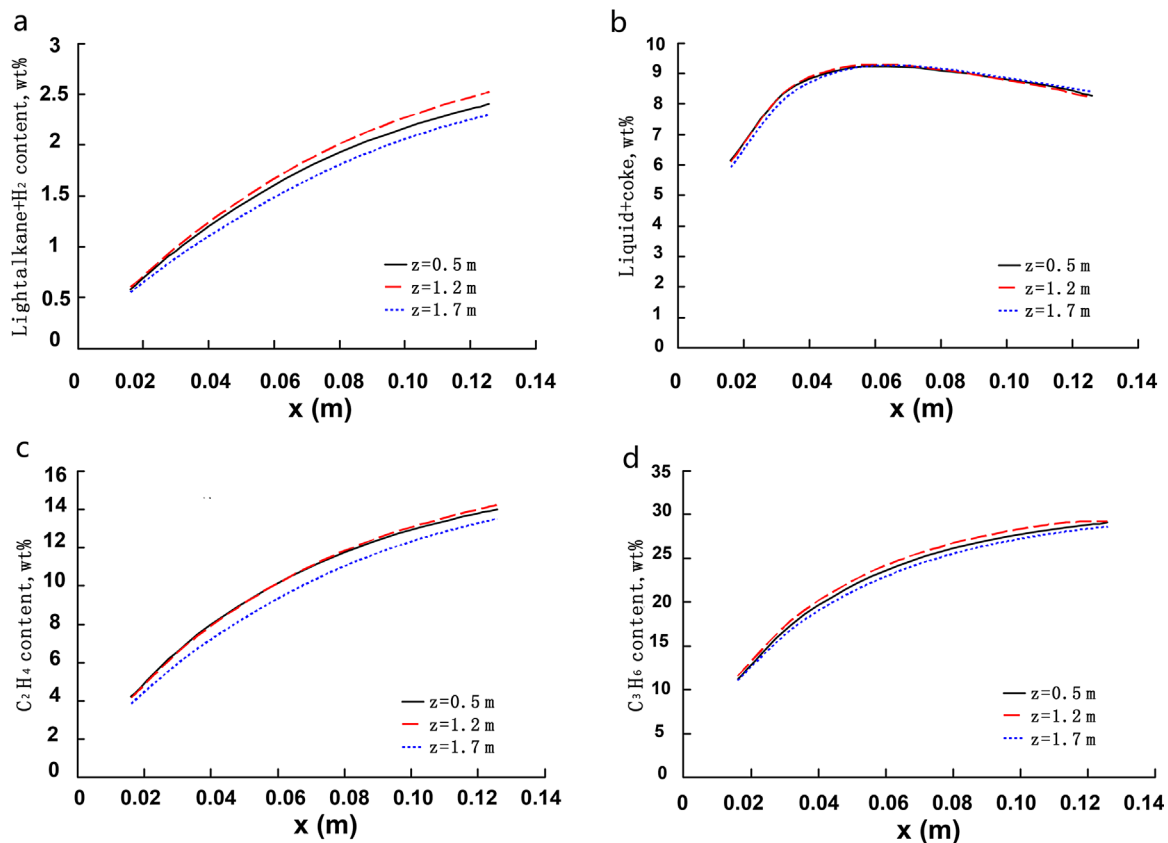 a
Lightalkane+H₂ content, wt%
3
2.5
2
1.5
1
0.5
0
0 0.02 0.04 0.06 0.08 0.10 0.12 0.14
x (m)
z=0.5 m
z=1.2 m
z=1.7 m
b
Liquid+coke, wt%
10
9
8
7
6
5
4
3
2
1
0
0 0.02 0.04 0.06 0.08 0.10 0.12 0.14
x (m)
z=0.5 m
z=1.2 m
z=1.7 m
c
C₂H₄ content, wt%
16
14
12
10
8
6
4
2
0
0 0.02 0.04 0.06 0.08 0.10 0.12 0.14
x (m)
z=0.5 m
z=1.2 m
z=1.7 m
d
C₃H₆ content, wt%
35
30
25
20
15
10
5
0
0 0.02 0.04 0.06 0.08 0.10 0.12 0.14
x (m)
z=0.5 m
z=1.2 m
z=1.7 m